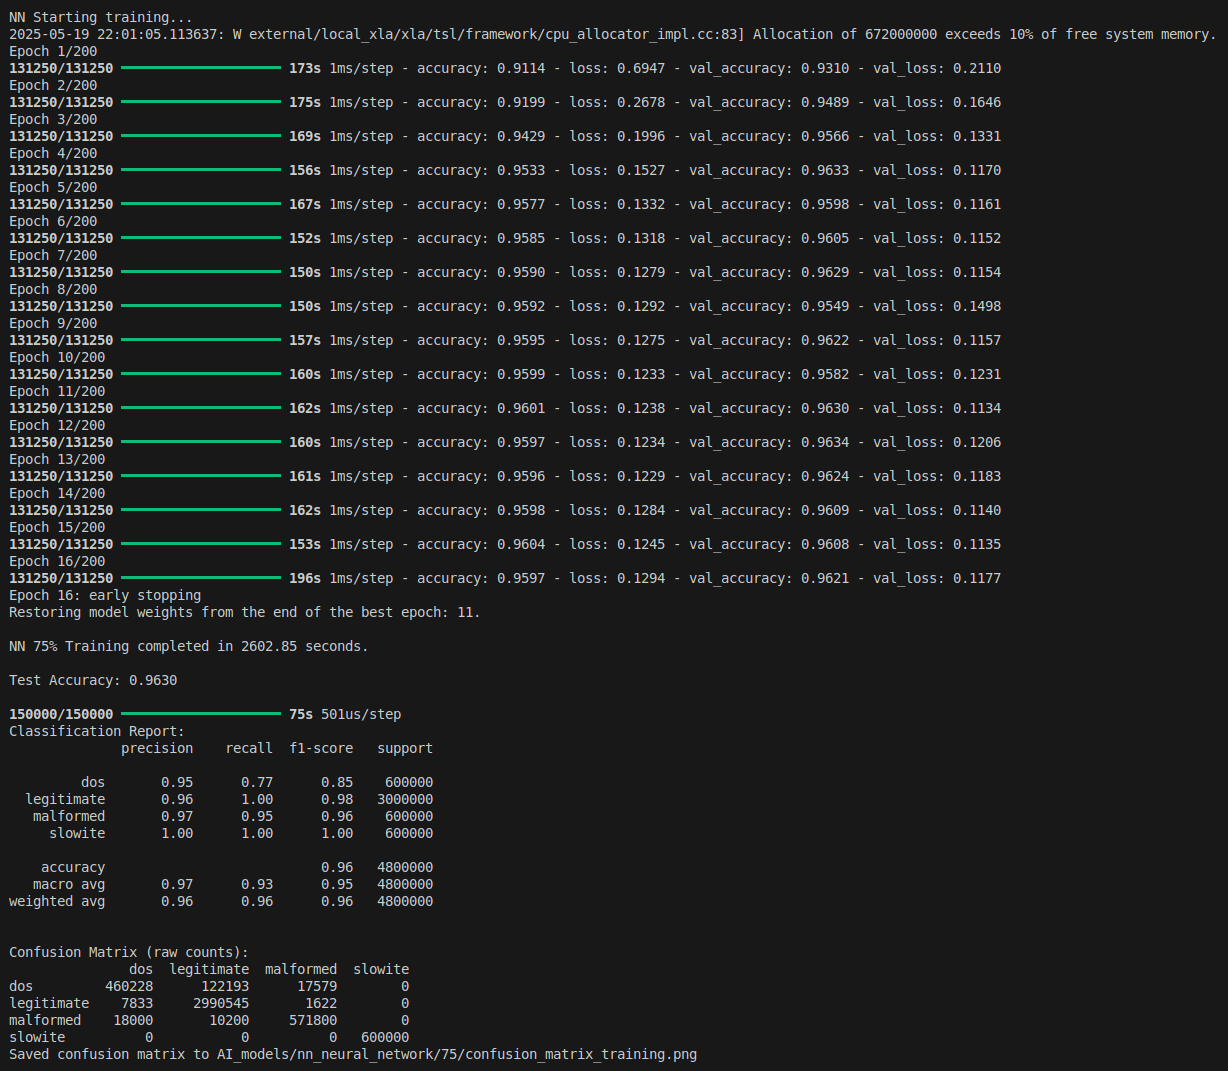 NN Starting training...
2025-05-19 22:01:05.113637: W external/local_xla/xla/tsl/framework/cpu_allocator_impl.cc:83] Allocation of 672000000 exceeds 10% of free system memory.
Epoch 1/200
131250/131250 173s 1ms/step - accuracy: 0.9114 - loss: 0.6947 - val_accuracy: 0.9310 - val_loss: 0.2110
Epoch 2/200
131250/131250 175s 1ms/step - accuracy: 0.9199 - loss: 0.2678 - val_accuracy: 0.9489 - val_loss: 0.1646
Epoch 3/200
131250/131250 169s 1ms/step - accuracy: 0.9429 - loss: 0.1996 - val_accuracy: 0.9566 - val_loss: 0.1331
Epoch 4/200
131250/131250 156s 1ms/step - accuracy: 0.9533 - loss: 0.1527 - val_accuracy: 0.9633 - val_loss: 0.1170
Epoch 5/200
131250/131250 167s 1ms/step - accuracy: 0.9577 - loss: 0.1332 - val_accuracy: 0.9598 - val_loss: 0.1161
Epoch 6/200
131250/131250 152s 1ms/step - accuracy: 0.9585 - loss: 0.1318 - val_accuracy: 0.9605 - val_loss: 0.1152
Epoch 7/200
131250/131250 150s 1ms/step - accuracy: 0.9590 - loss: 0.1279 - val_accuracy: 0.9629 - val_loss: 0.1154
Epoch 8/200
131250/131250 150s 1ms/step - accuracy: 0.9592 - loss: 0.1292 - val_accuracy: 0.9549 - val_loss: 0.1498
Epoch 9/200
131250/131250 157s 1ms/step - accuracy: 0.9595 - loss: 0.1275 - val_accuracy: 0.9622 - val_loss: 0.1157
Epoch 10/200
131250/131250 160s 1ms/step - accuracy: 0.9599 - loss: 0.1233 - val_accuracy: 0.9582 - val_loss: 0.1231
Epoch 11/200
131250/131250 162s 1ms/step - accuracy: 0.9601 - loss: 0.1238 - val_accuracy: 0.9630 - val_loss: 0.1134
Epoch 12/200
131250/131250 160s 1ms/step - accuracy: 0.9597 - loss: 0.1234 - val_accuracy: 0.9634 - val_loss: 0.1206
Epoch 13/200
131250/131250 161s 1ms/step - accuracy: 0.9596 - loss: 0.1229 - val_accuracy: 0.9624 - val_loss: 0.1183
Epoch 14/200
131250/131250 162s 1ms/step - accuracy: 0.9598 - loss: 0.1284 - val_accuracy: 0.9609 - val_loss: 0.1140
Epoch 15/200
131250/131250 153s 1ms/step - accuracy: 0.9604 - loss: 0.1245 - val_accuracy: 0.9608 - val_loss: 0.1135
Epoch 16/200
131250/131250 196s 1ms/step - accuracy: 0.9597 - loss: 0.1294 - val_accuracy: 0.9621 - val_loss: 0.1177
Epoch 16: early stopping
Restoring model weights from the end of the best epoch: 11.
NN 75% Training completed in 2602.85 seconds.
Test Accuracy: 0.9630
150000/150000 75s 501us/step
Classification Report:
precision recall f1-score support
dos 0.95 0.77 0.85 600000
legitimate 0.96 1.00 0.98 3000000
malformed 0.97 0.95 0.96 600000
slowite 1.00 1.00 1.00 600000
accuracy 0.96 4800000
macro avg 0.97 0.93 0.95 4800000
weighted avg 0.96 0.96 0.96 4800000
Confusion Matrix (raw counts):
dos legitimate malformed slowite
dos 460228 122193 17579 0
legitimate 7833 2990545 1622 0
malformed 18000 10200 571800 0
slowite 0 0 0 600000
Saved confusion matrix to AI_models/nn_neural_network/75/confusion_matrix_training.png